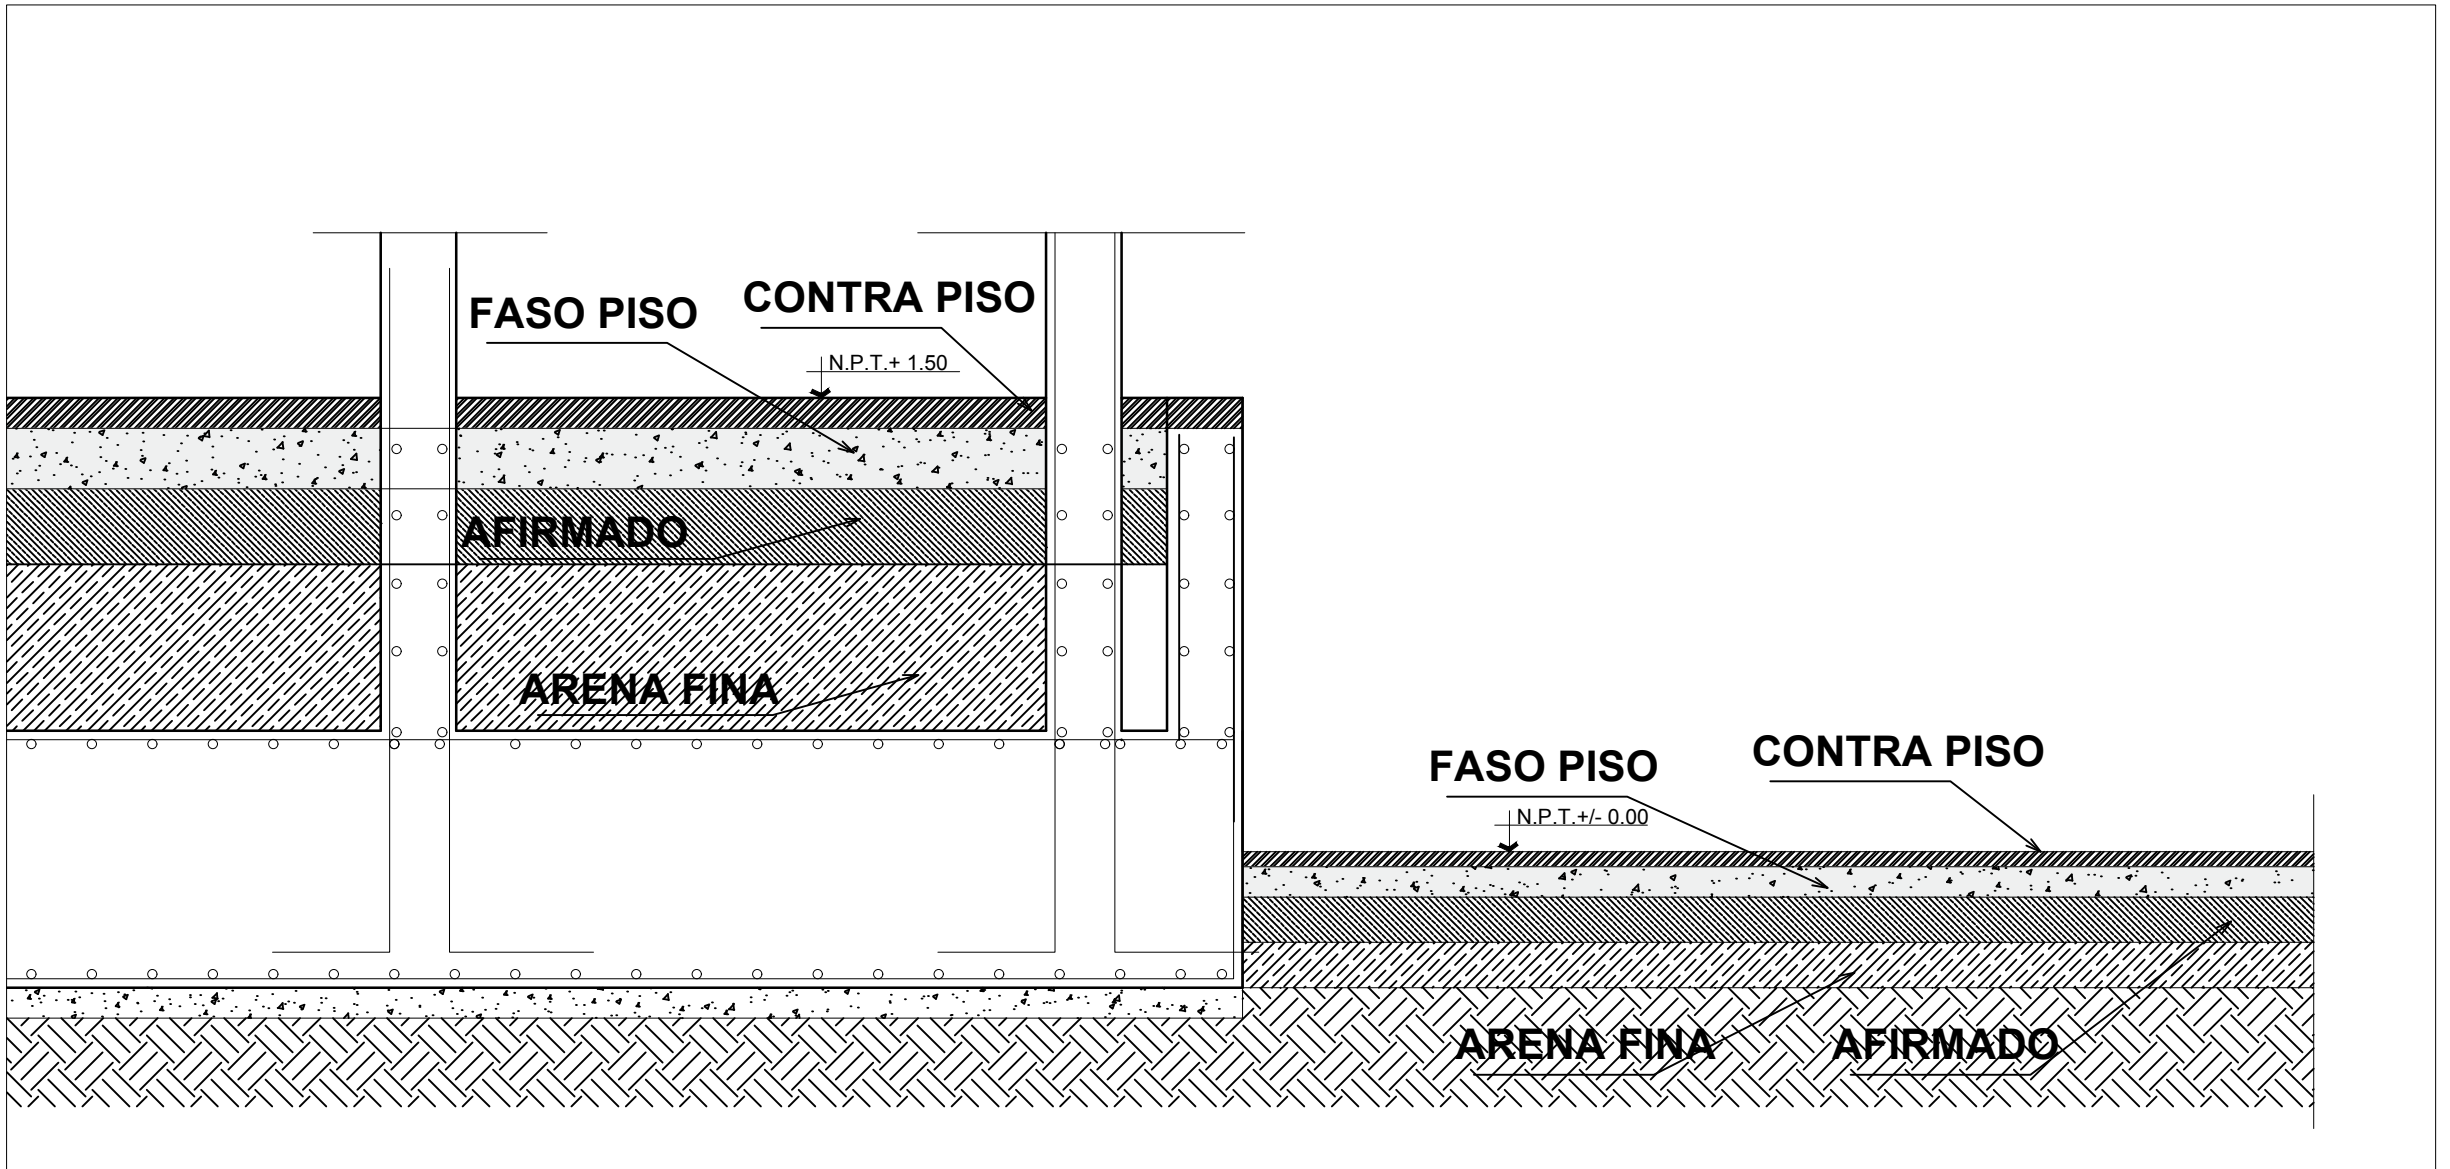 FASO PISO
CONTRA PISO
N.P.T.+ 1.50
AFIRMADO
ARENA FINA
FASO PISO
CONTRA PISO
N.P.T.+/- 0.00
ARENA FINA
AFIRMADO